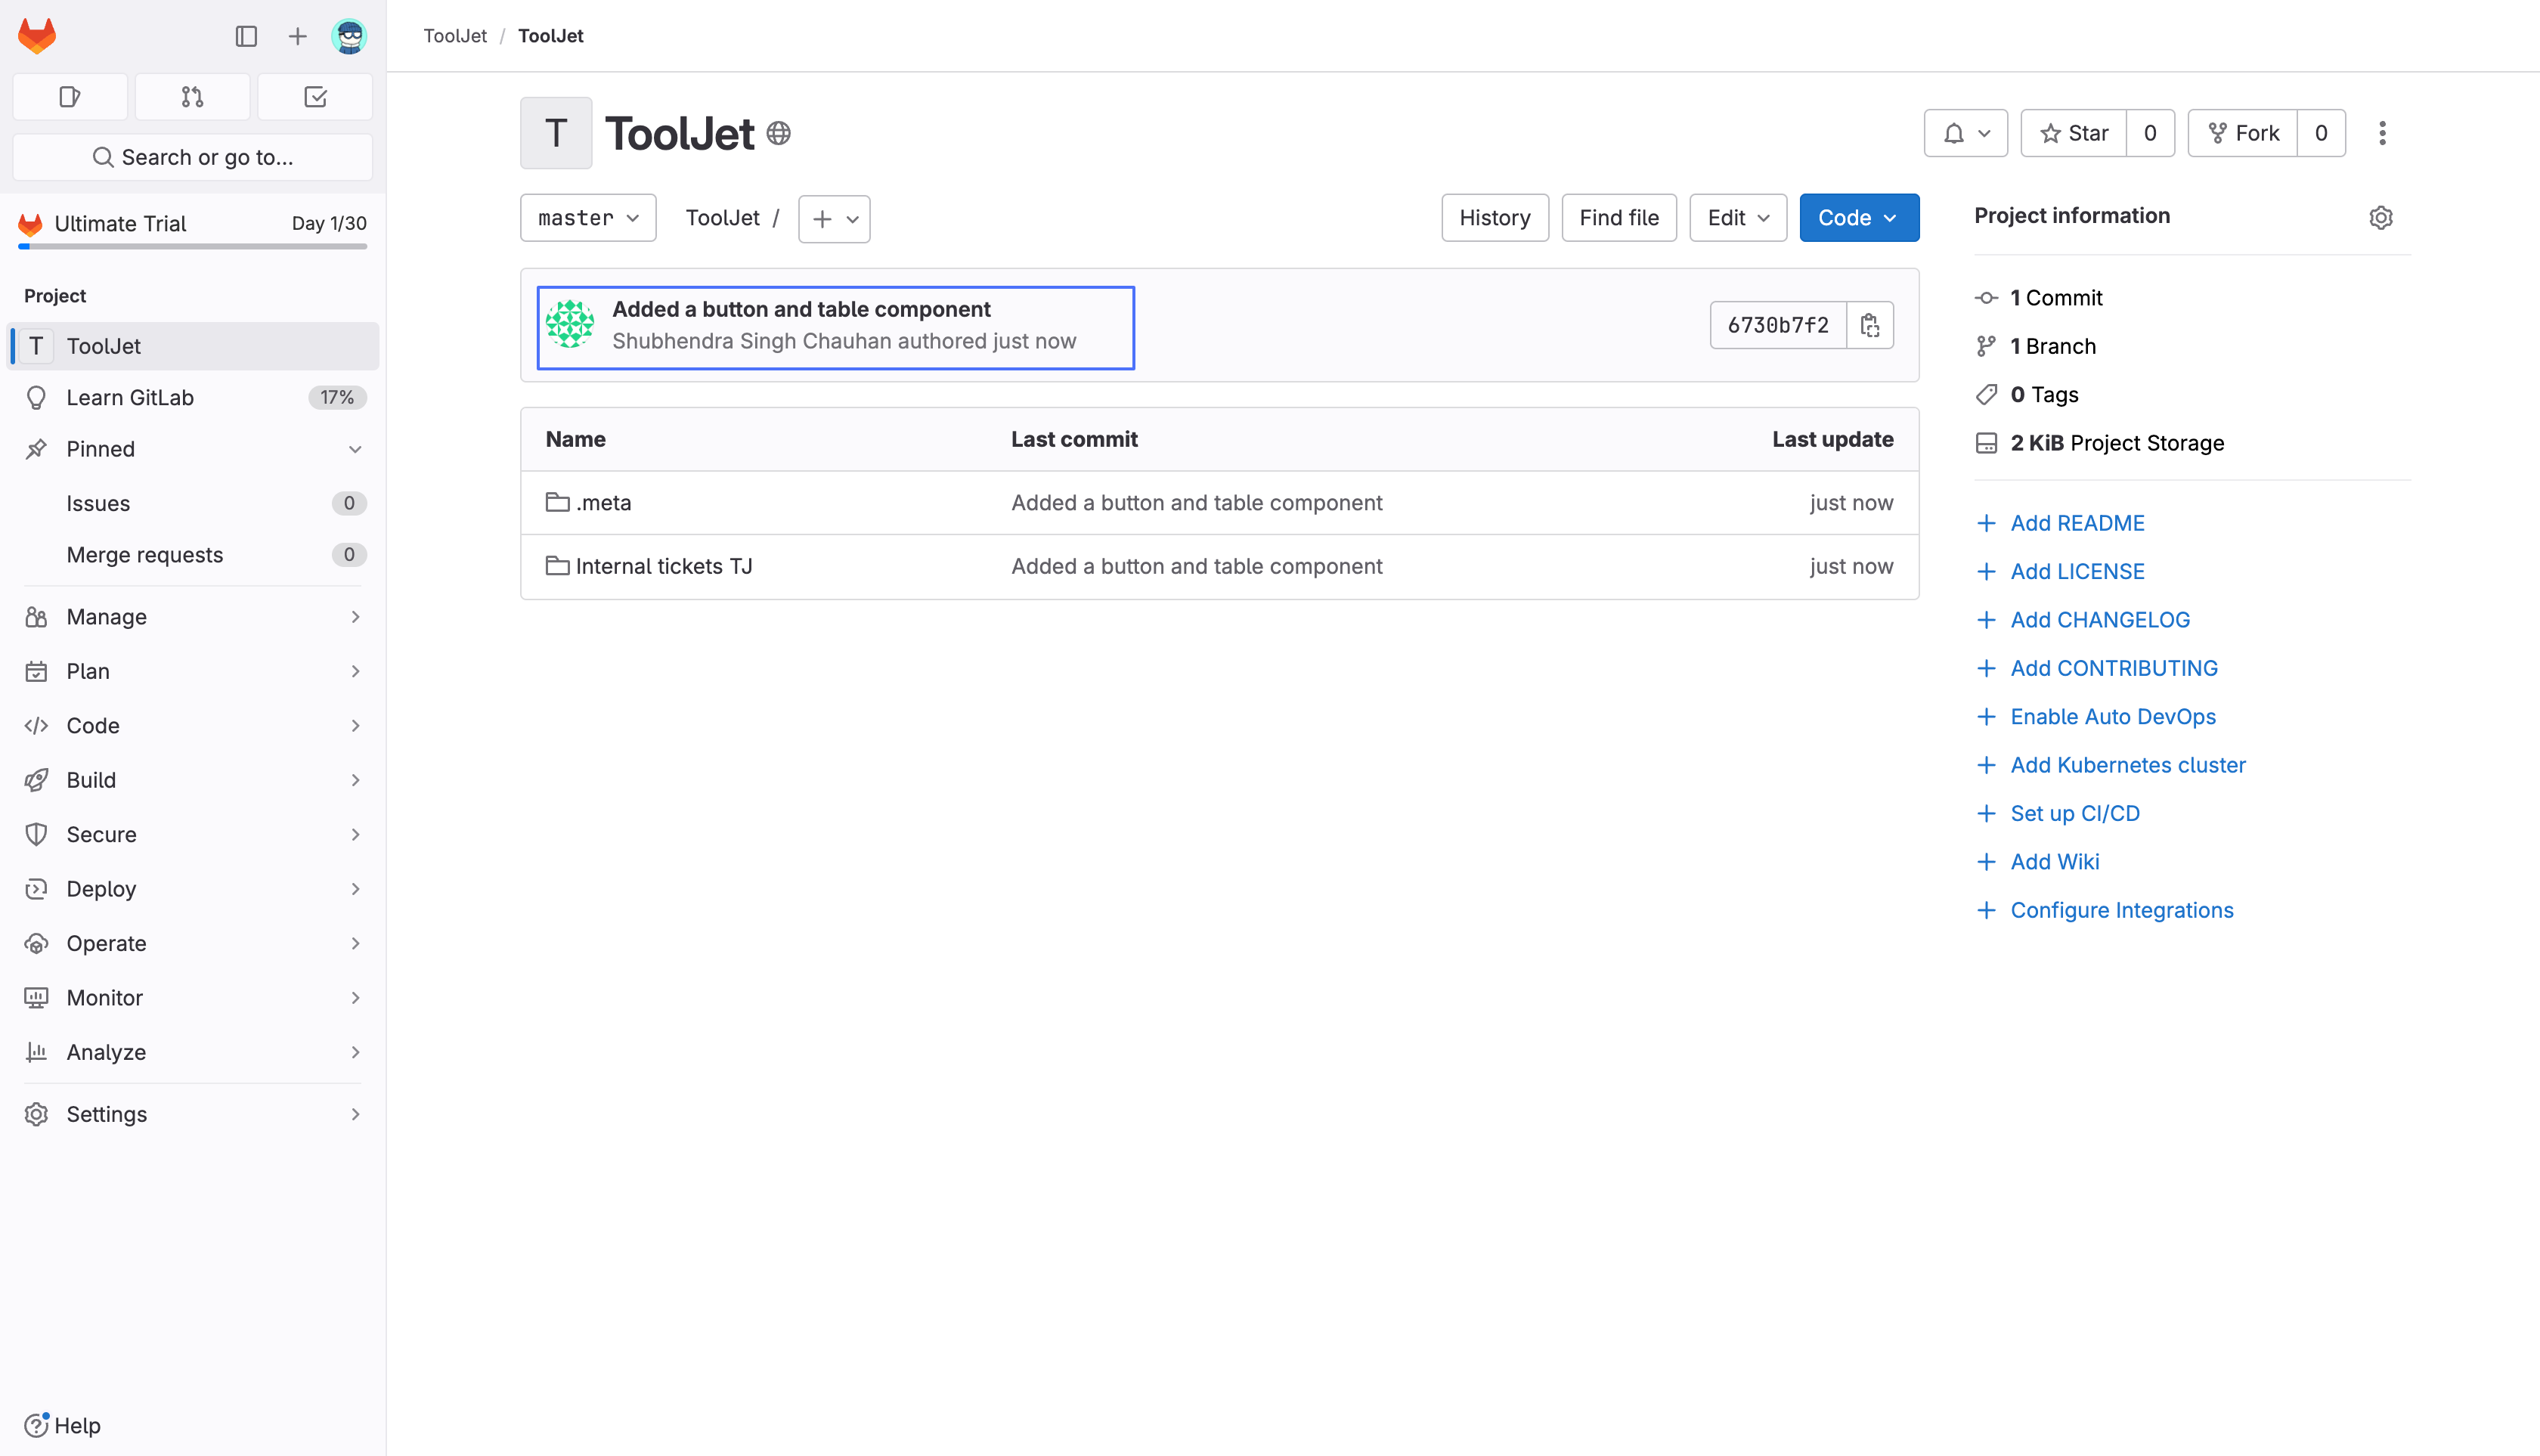 ToolJet / ToolJet
Search or go to...
Ultimate Trial Day 1/30
Project
T ToolJet
Learn GitLab 17%
Pinned
Issues 0
Merge requests 0
Manage
Plan
Code
Build
Secure
Deploy
Operate
Monitor
Analyze
Settings
Help
T ToolJet
Star 0 Fork 0
master ToolJet / History Find file Edit Code
Added a button and table component
Shubhendra Singh Chauhan authored just now
6730b7f2
Name Last commit Last update
.meta Added a button and table component just now
Internal tickets TJ Added a button and table component just now
Project information
1 Commit
1 Branch
0 Tags
2 KiB Project Storage
Add README
Add LICENSE
Add CHANGELOG
Add CONTRIBUTING
Enable Auto DevOps
Add Kubernetes cluster
Set up CI/CD
Add Wiki
Configure Integrations